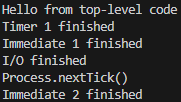 Hello from top-level code
Timer 1 finished
Immediate 1 finished
I/O finished
Process.nextTick()
Immediate 2 finished